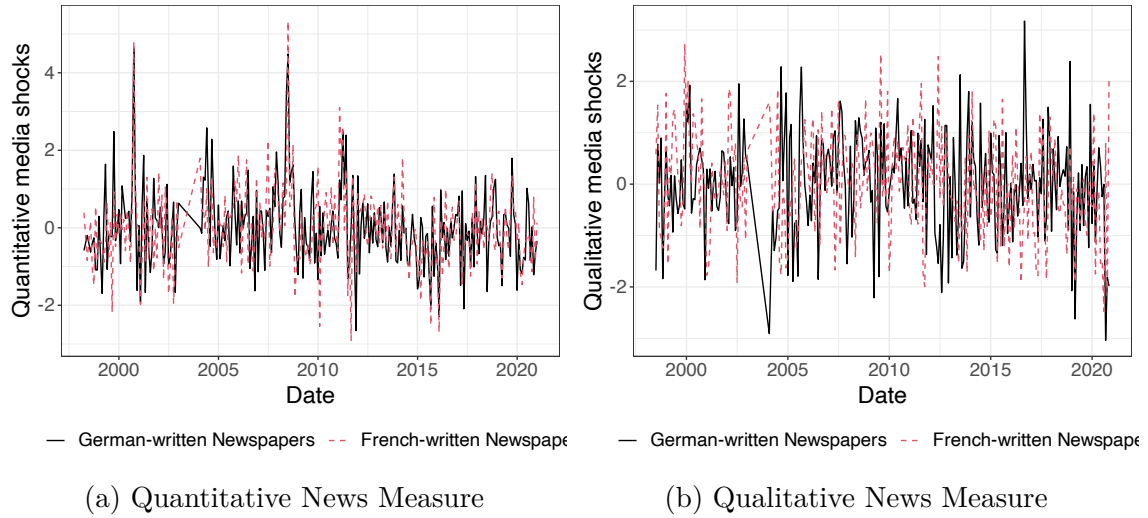 Quantitative media shocks
4
2
0
-2
2000
2005
2010
2015
2020
Date
German-written Newspapers
French-written Newspape
(a) Quantitative News Measure
Qualitative media shocks
2
0
-2
2000
2005
2010
2015
2020
Date
German-written Newspapers
French-written Newspape
(b) Qualitative News Measure